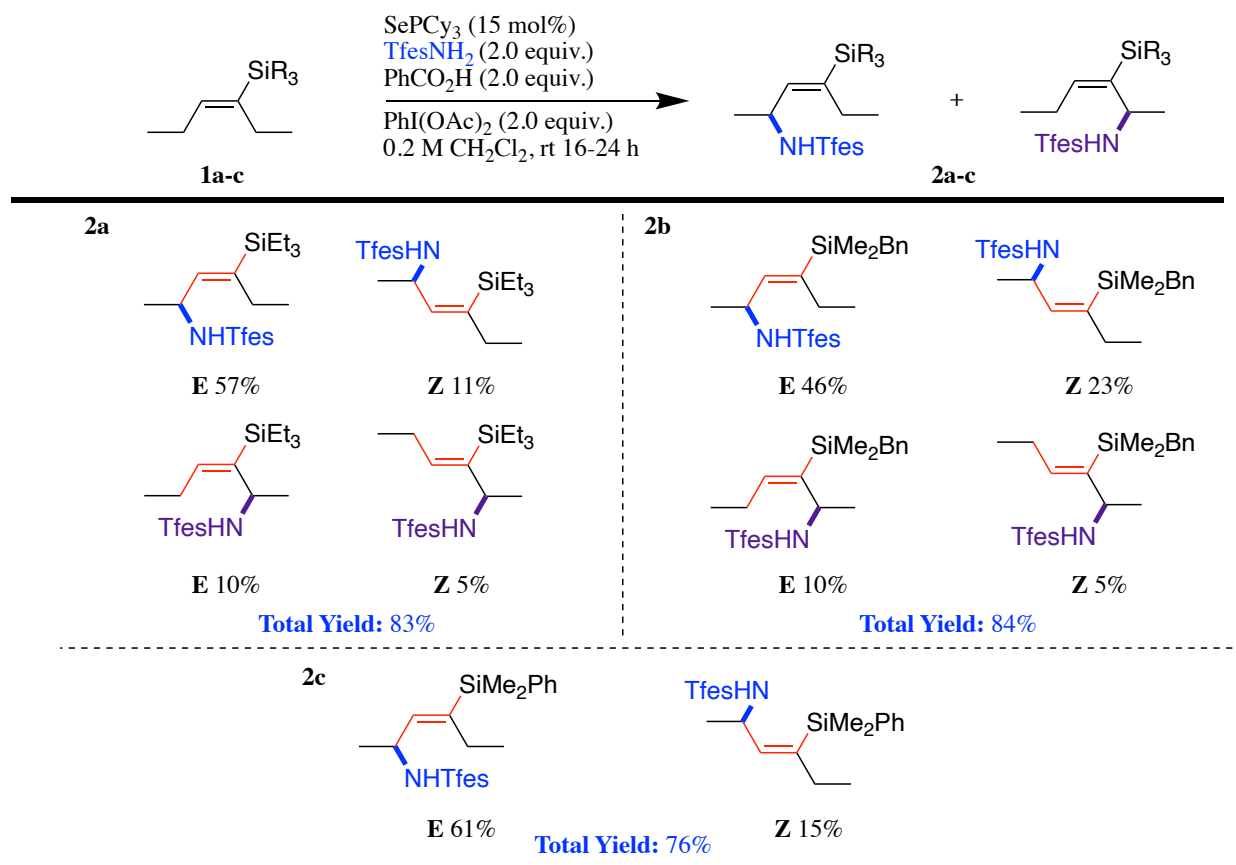 SePCy3 (15 mol%)
TfesNH2 (2.0 equiv.)
PhCO2H (2.0 equiv.)
PhI(OAc)2 (2.0 equiv.)
0.2 M CH2Cl2, rt 16-24 h
SiR3
1a-c
SiR3
NHTfes
+
SiR3
TfesHN
2a-c
2a
SiEt3
NHTfes
E 57%
TfesHN
SiEt3
Z 11%
SiEt3
TfesHN
E 10%
SiEt3
TfesHN
Z 5%
Total Yield: 83%
2b
SiMe2Bn
NHTfes
E 46%
TfesHN
SiMe2Bn
Z 23%
SiMe2Bn
TfesHN
E 10%
SiMe2Bn
TfesHN
Z 5%
Total Yield: 84%
2c
SiMe2Ph
NHTfes
E 61%
TfesHN
SiMe2Ph
Z 15%
Total Yield: 76%